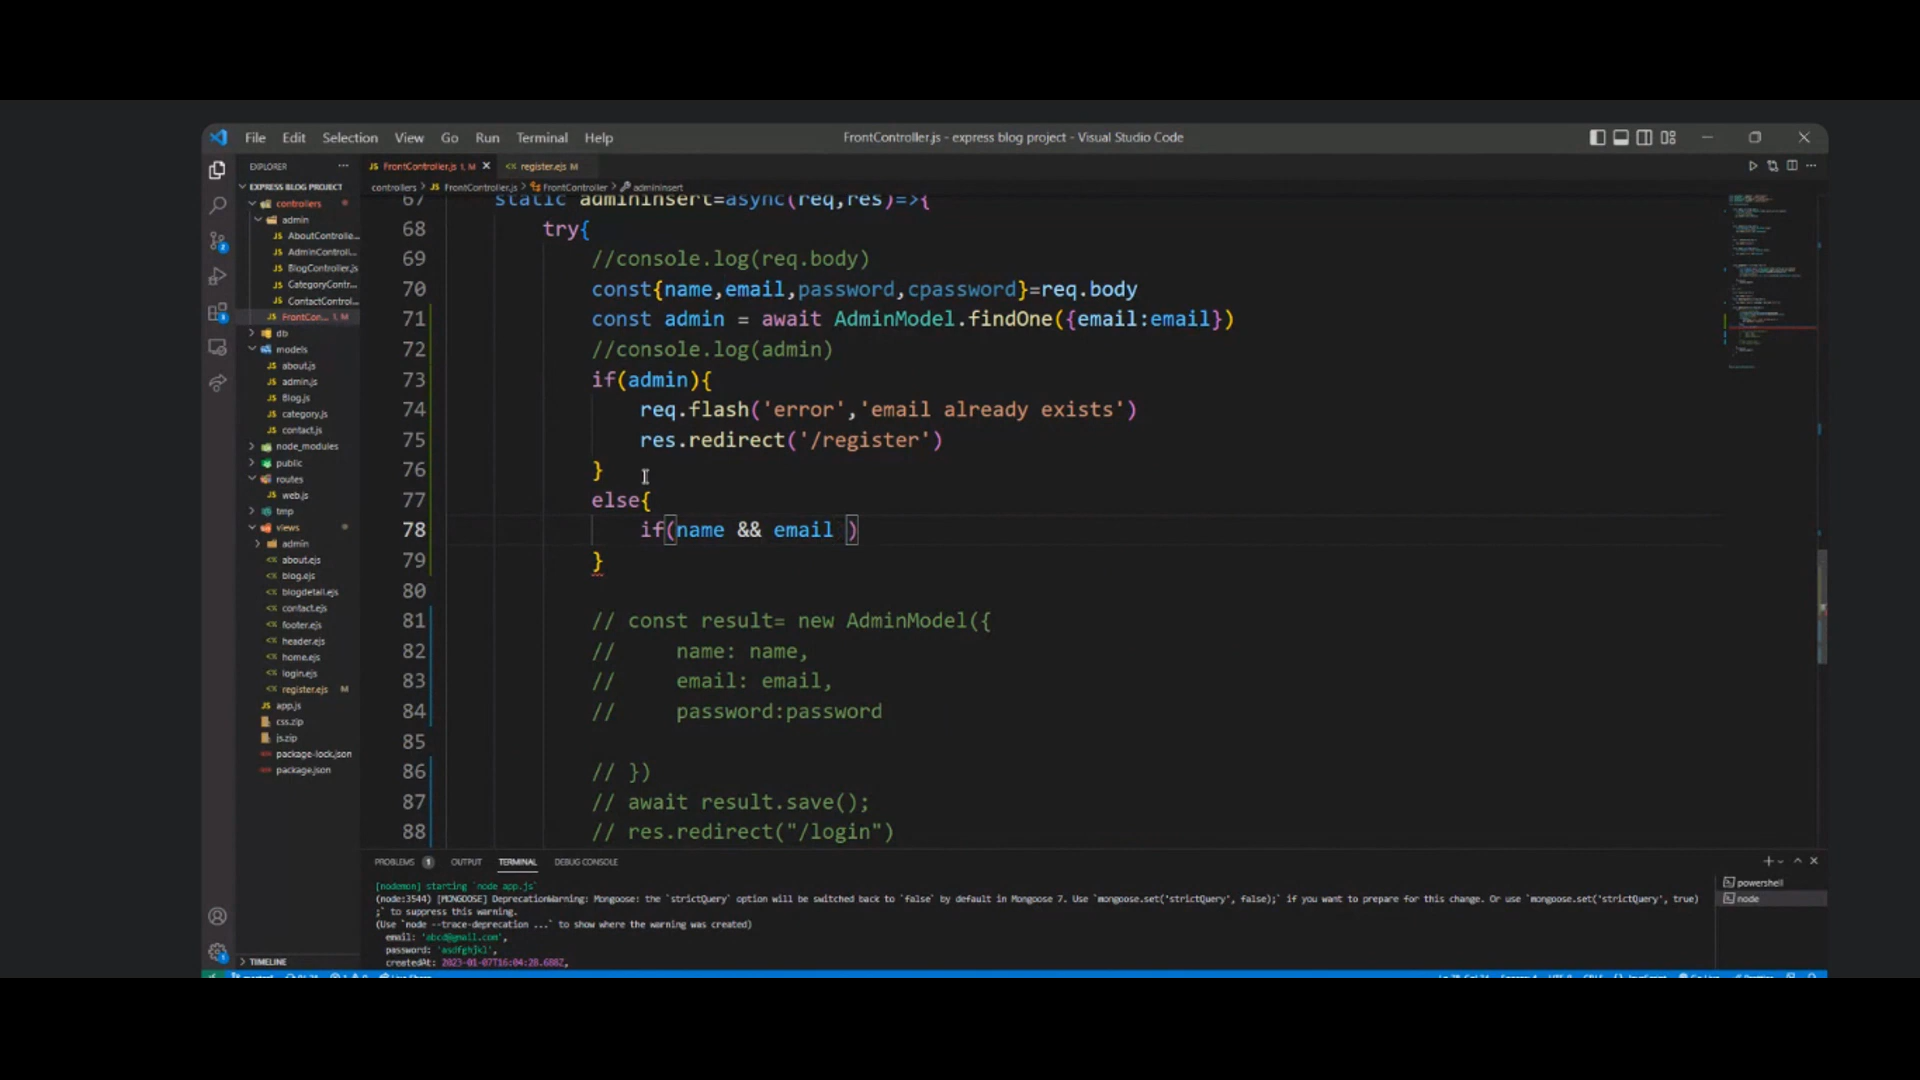 File Edit Selection View Go Run Terminal Help
FrontController.js - express blog project - Visual Studio Code
EXPLORER ...
EXPRESS BLOG PROJECT
controllers
admin
AboutControlle...
AdminControll...
BlogController.js
CategoryContr...
ContactControl...
FrontCon... 1, M
db
models
about.js
admin.js
Blog.js
category.js
contact.js
node_modules
public
routes
web.js
tmp
views
admin
about.ejs
blog.ejs
blogdetail.ejs
contact.ejs
footer.ejs
header.ejs
home.ejs
login.ejs
register.ejs M
app.js
css.zip
js.zip
package-lock.json
package.json
TIMELINE
FrontController.js 1, M register.ejs M
controllers > FrontController.js > FrontController > admininsert
67 static admininsert=async(req,res)=>{
68 try{
69 //console.log(req.body)
70 const{name,email,password,cpassword}=req.body
71 const admin = await AdminModel.findOne({email:email})
72 //console.log(admin)
73 if(admin){
74 req.flash('error','email already exists')
75 res.redirect('/register')
76 }
77 else{
78 if(name && email )
79 }
80
81 // const result= new AdminModel({
82 // name: name,
83 // email: email,
84 // password:password
85
86 // })
87 // await result.save();
88 // res.redirect("/login")
PROBLEMS 1 OUTPUT TERMINAL DEBUG CONSOLE
[nodemon] starting `node app.js`
(node:3544) [MONGOOSE] DeprecationWarning: Mongoose: the `strictQuery` option will be switched back to `false` by default in Mongoose 7. Use `mongoose.set('strictQuery', false);` if you want to prepare for this change. Or use `mongoose.set('strictQuery', true)
;` to suppress this warning.
(Use `node --trace-deprecation ...` to show where the warning was created)
email: 'abcd@gmail.com',
password: 'asdfghjkl',
createdAt: 2023-01-07T16:04:28.688Z,
powershell
node